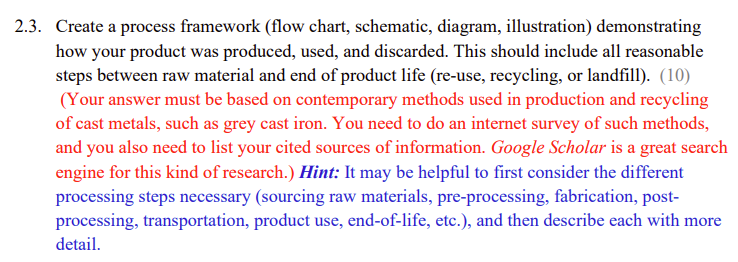 2.3. Create a process framework (flow chart, schematic, diagram, illustration) demonstrating
how your product was produced, used, and discarded. This should include all reasonable
steps between raw material and end of product life (re-use, recycling, or landfill). (10)
(Your answer must be based on contemporary methods used in production and recycling
of cast metals, such as grey cast iron. You need to do an internet survey of such methods,
and you also need to list your cited sources of information. Google Scholar is a great search
engine for this kind of research.) Hint: It may be helpful to first consider the different
processing steps necessary (sourcing raw materials, pre-processing, fabrication, post-
processing, transportation, product use, end-of-life, etc.), and then describe each with more
detail.